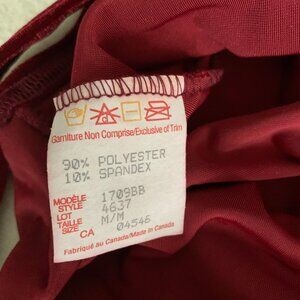 Garniture Non Comprise/Exclusive of Trim
90% POLYESTER
10% SPANDEX
MODÈLE 1709BB
STYLE 4637
LOT
TAILLE M/M
SIZE
CA 04546
Fabriqué au Canada/Made in Canada